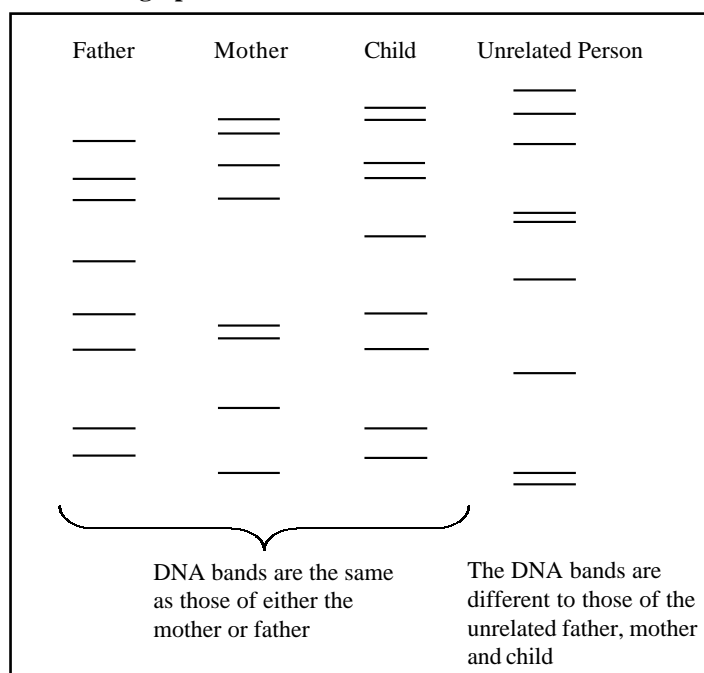 Father Mother Child Unrelated Person
DNA bands are the same
as those of either the
mother or father
The DNA bands are
different to those of the
unrelated father, mother
and child